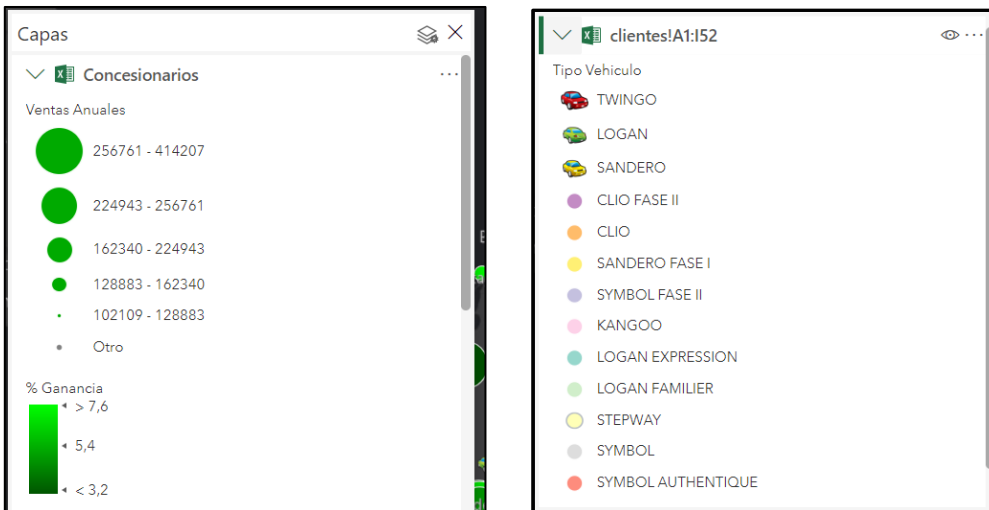 Capas
Concesionarios
Ventas Anuales
256761 - 414207
224943 - 256761
162340 - 224943
128883 - 162340
102109 - 128883
Otro
% Ganancia
> 7,6
5,4
< 3,2
clientes!A1:I52
Tipo Vehiculo
TWINGO
LOGAN
SANDERO
CLIO FASE II
CLIO
SANDERO FASE I
SYMBOL FASE II
KANGOO
LOGAN EXPRESSION
LOGAN FAMILIER
STEPWAY
SYMBOL
SYMBOL AUTHENTIQUE